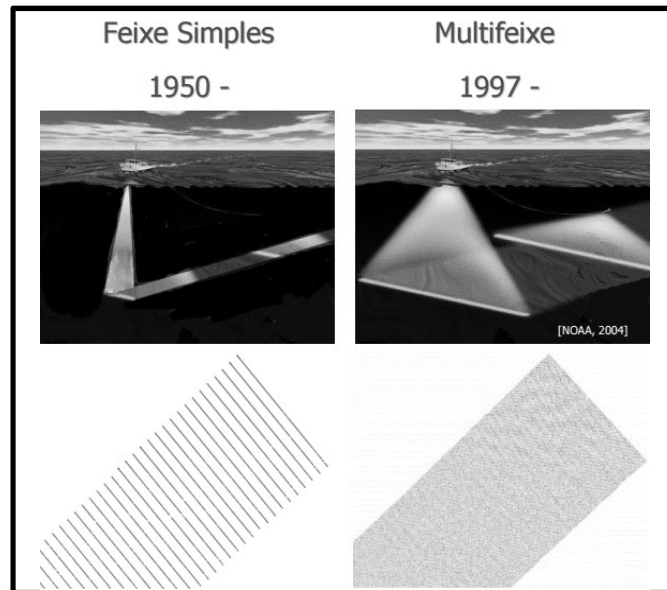 Feixe Simples
Multifeixe
1950 -
1997 -
[NOAA, 2004]